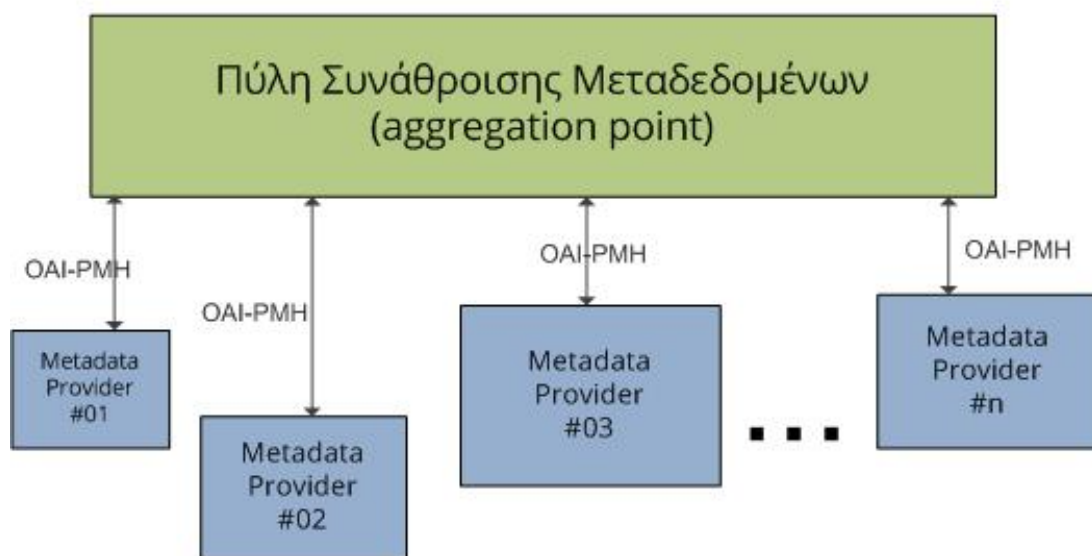 Πύλη Συνάθροισης Μεταδεδομένων
(aggregation point)
OAI-PMH
OAI-PMH
OAI-PMH
OAI-PMH
Metadata
Provider
#01
Metadata
Provider
#02
Metadata
Provider
#03
Metadata
Provider
#n